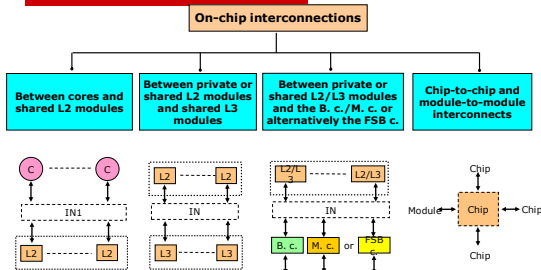 On-chip interconnections
Between cores and
shared L2 modules
Between private or
shared L2 modules
and shared L3
modules
Between private or
shared L2/L3 modules
and the B. c./M. c. or
alternatively the FSB c.
Chip-to-chip and
module-to-module
interconnects
C
C
IN1
L2
L2
L2
L2
IN
L3
L3
L2/L
3
L2/L3
IN
B. c.
M. c.
or
FSB
c.
Chip
Module
Chip
Chip
Chip